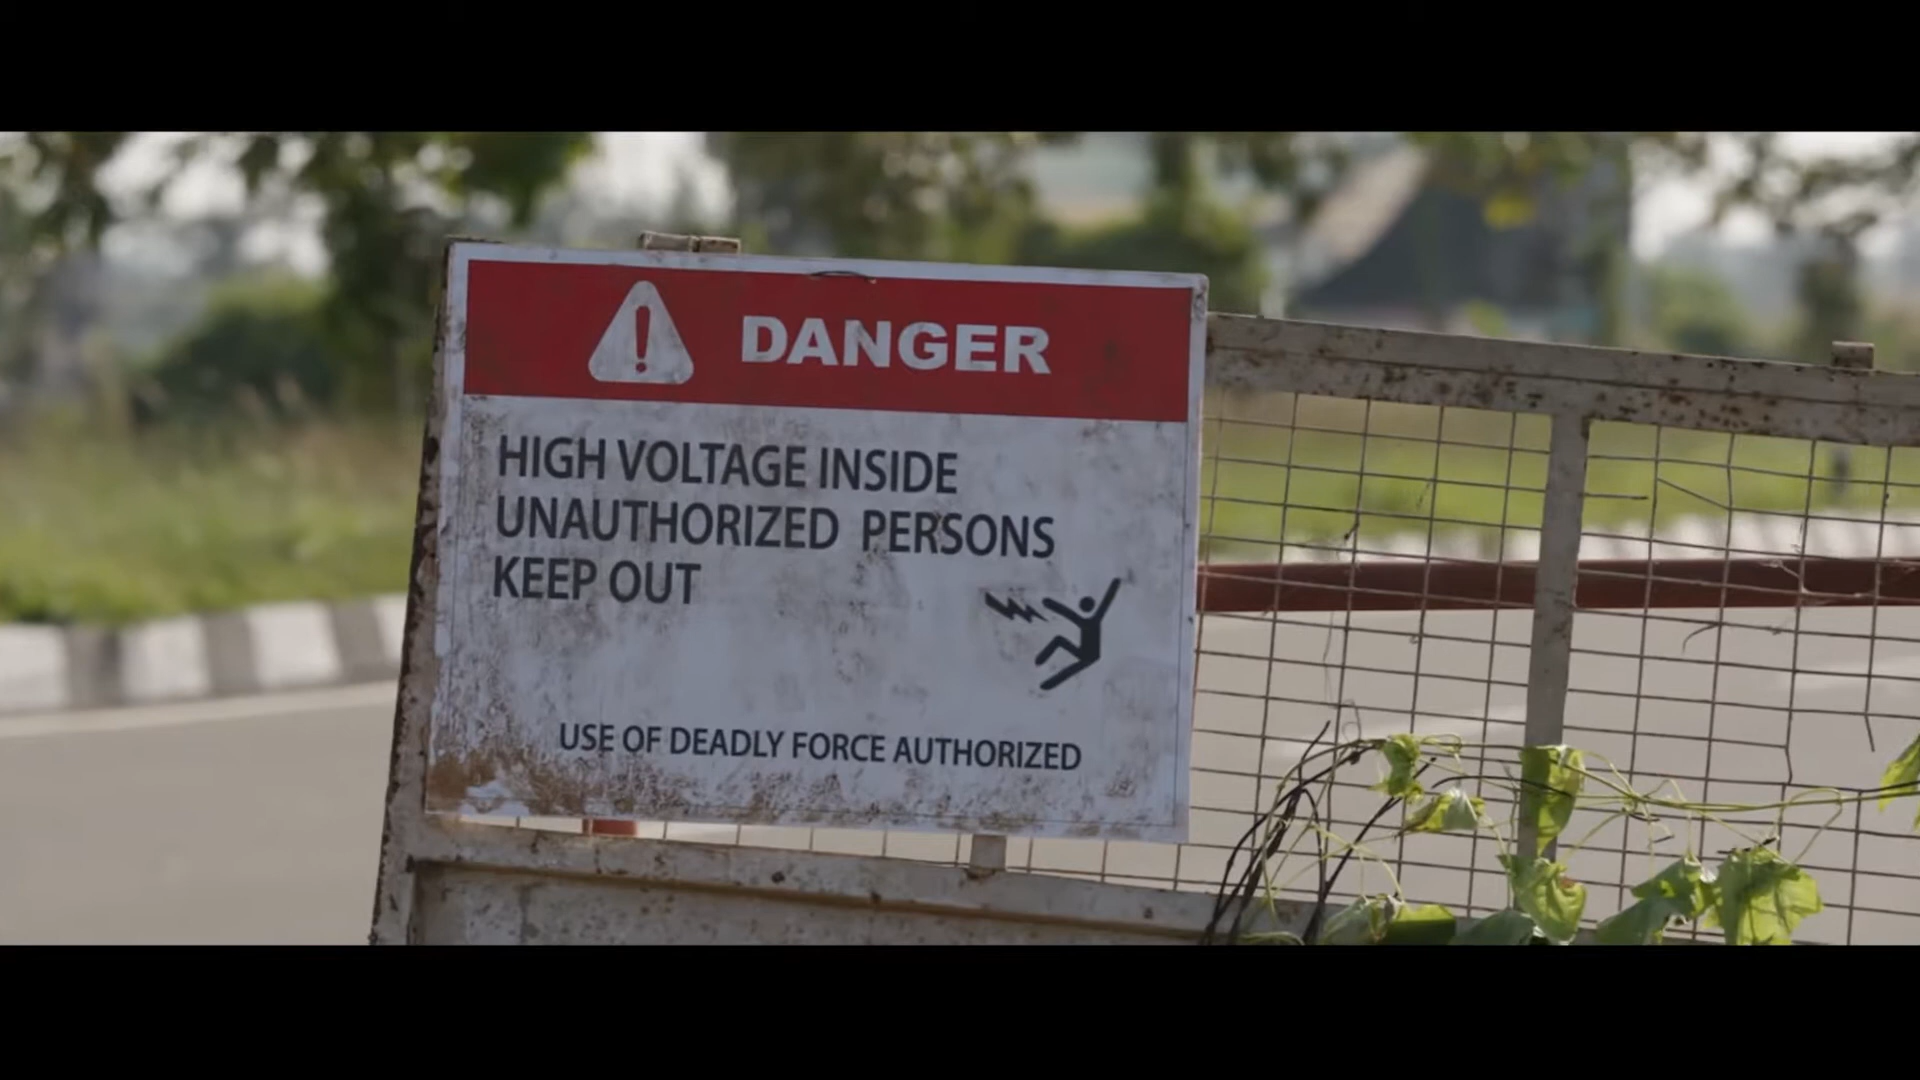 DANGER
HIGH VOLTAGE INSIDE
UNAUTHORIZED PERSONS
KEEP OUT
USE OF DEADLY FORCE AUTHORIZED